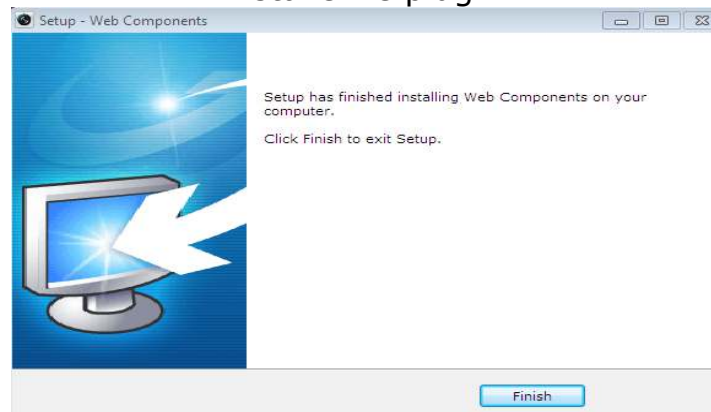 Setup - Web Components
Setup has finished installing Web Components on your
computer.
Click Finish to exit Setup.
Finish